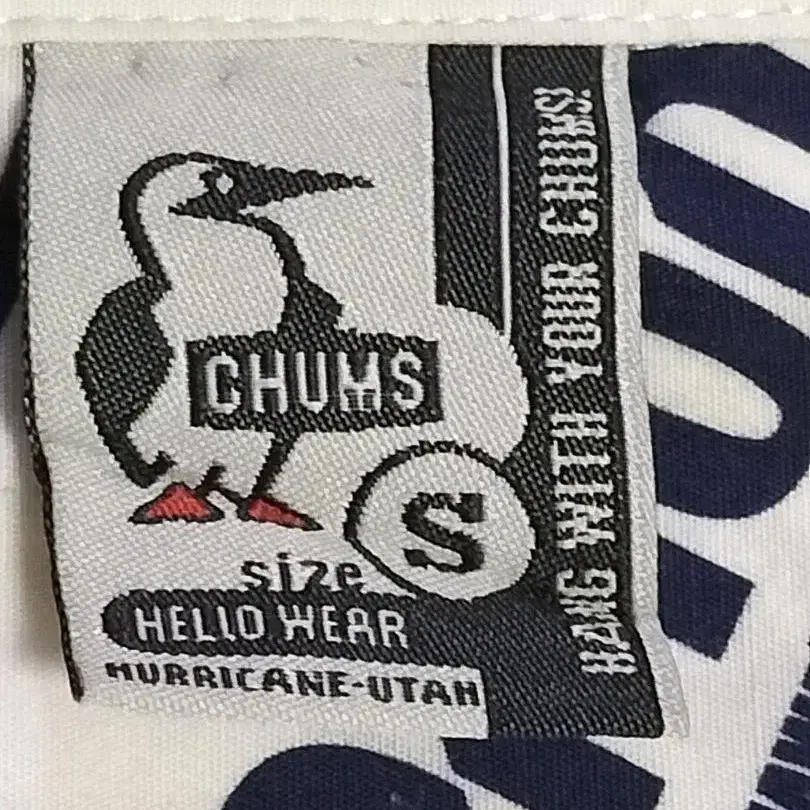 CHUMS
S
size
HELLO WEAR
HURRICANE-UTAH
HANG WITH YOUR CHUMS!